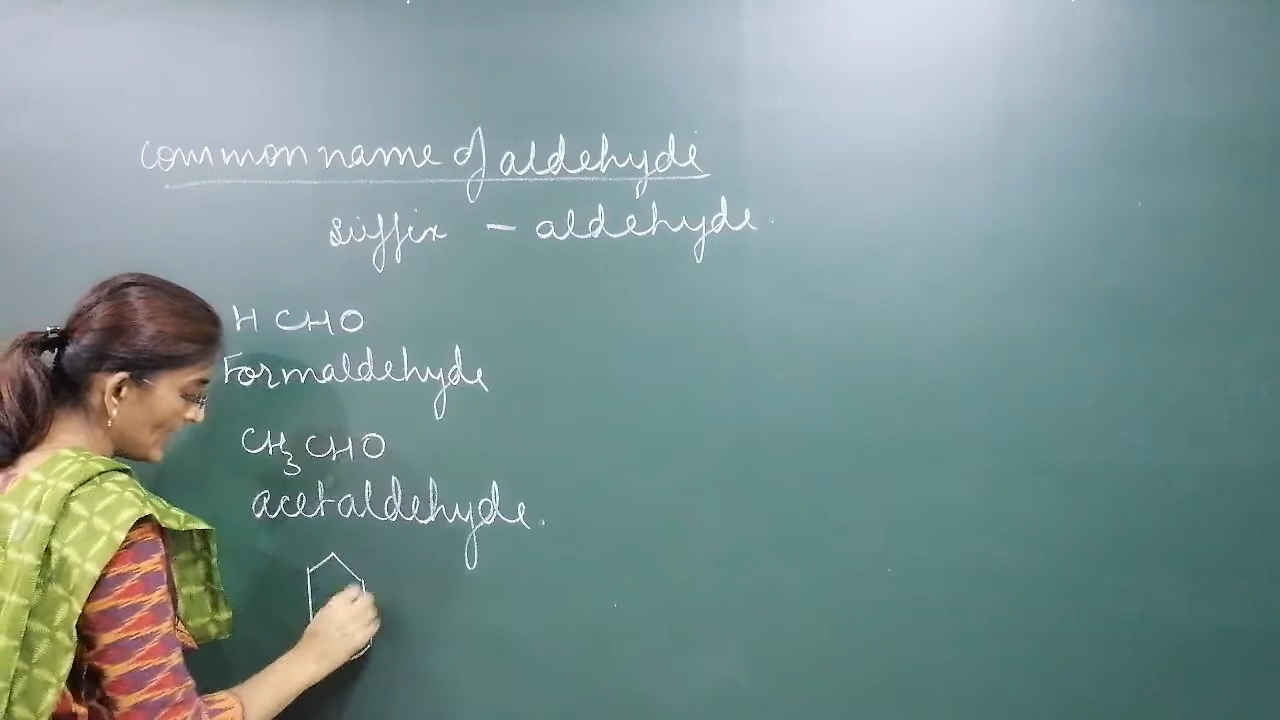 common name of aldehyde
suffix - aldehyde.
H CHO
Formaldehyde
CH3 CHO
acetaldehyde.